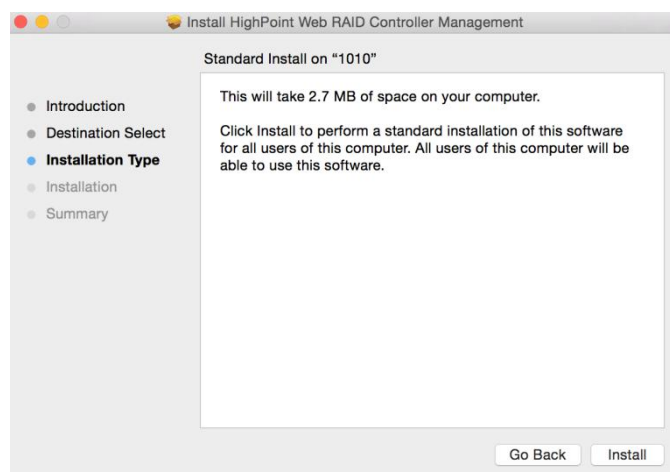 Install HighPoint Web RAID Controller Management
Standard Install on “1010”
Introduction
Destination Select
Installation Type
Installation
Summary
This will take 2.7 MB of space on your computer.
Click Install to perform a standard installation of this software
for all users of this computer. All users of this computer will be
able to use this software.
Go Back
Install